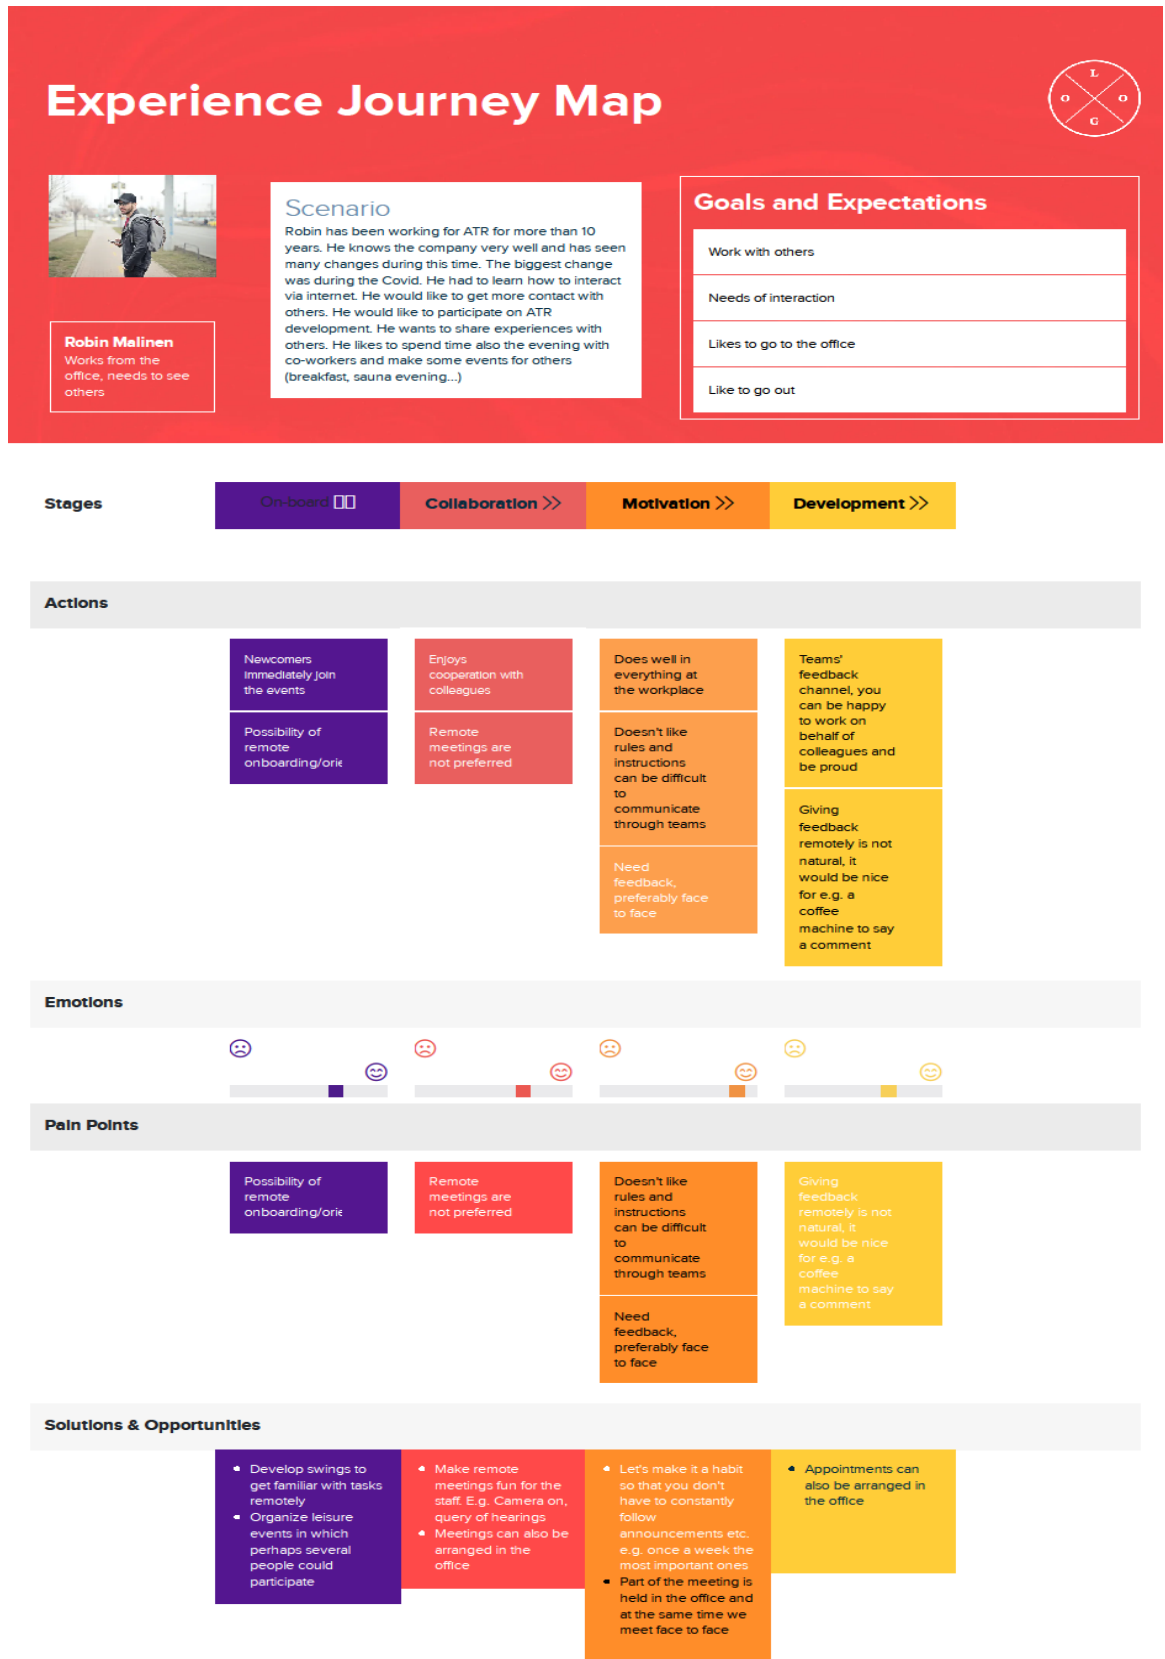 Experience Journey Map
L
O O
G
Scenario
Robin has been working for ATR for more than 10
years. He knows the company very well and has seen
many changes during this time. The biggest change
was during the Covid. He had to learn how to interact
via internet. He would like to get more contact with
others. He would like to participate on ATR
development. He wants to share experiences with
others. He likes to spend time also the evening with
co-workers and make some events for others
(breakfast, sauna evening...)
Goals and Expectations
Work with others
Needs of interaction
Likes to go to the office
Like to go out
Robin Malinen
Works from the
office, needs to see
others
Stages
On-board
Collaboration >>
Motivation >>
Development >>
Actions
Newcomers
immediately join
the events
Possibility of
remote
onboarding/orie
Enjoys
cooperation with
colleagues
Remote
meetings are
not preferred
Does well in
everything at
the workplace
Doesn't like
rules and
instructions
can be difficult
to
communicate
through teams
Need
feedback,
preferably face
to face
Teams'
feedback
channel, you
can be happy
to work on
behalf of
colleagues and
be proud
Giving
feedback
remotely is not
natural, it
would be nice
for e.g. a
coffee
machine to say
a comment
Emotions
Pain Points
Possibility of
remote
onboarding/orie
Remote
meetings are
not preferred
Doesn't like
rules and
instructions
can be difficult
to
communicate
through teams
Need
feedback,
preferably face
to face
Giving
feedback
remotely is not
natural, it
would be nice
for e.g. a
coffee
machine to say
a comment
Solutions & Opportunities
• Develop swings to
get familiar with tasks
remotely
• Organize leisure
events in which
perhaps several
people could
participate
• Make remote
meetings fun for the
staff. E.g. Camera on,
query of hearings
• Meetings can also be
arranged in the
office
• Let's make it a habit
so that you don't
have to constantly
follow
announcements etc.
e.g. once a week the
most important ones
• Part of the meeting is
held in the office and
at the same time we
meet face to face
• Appointments can
also be arranged in
the office